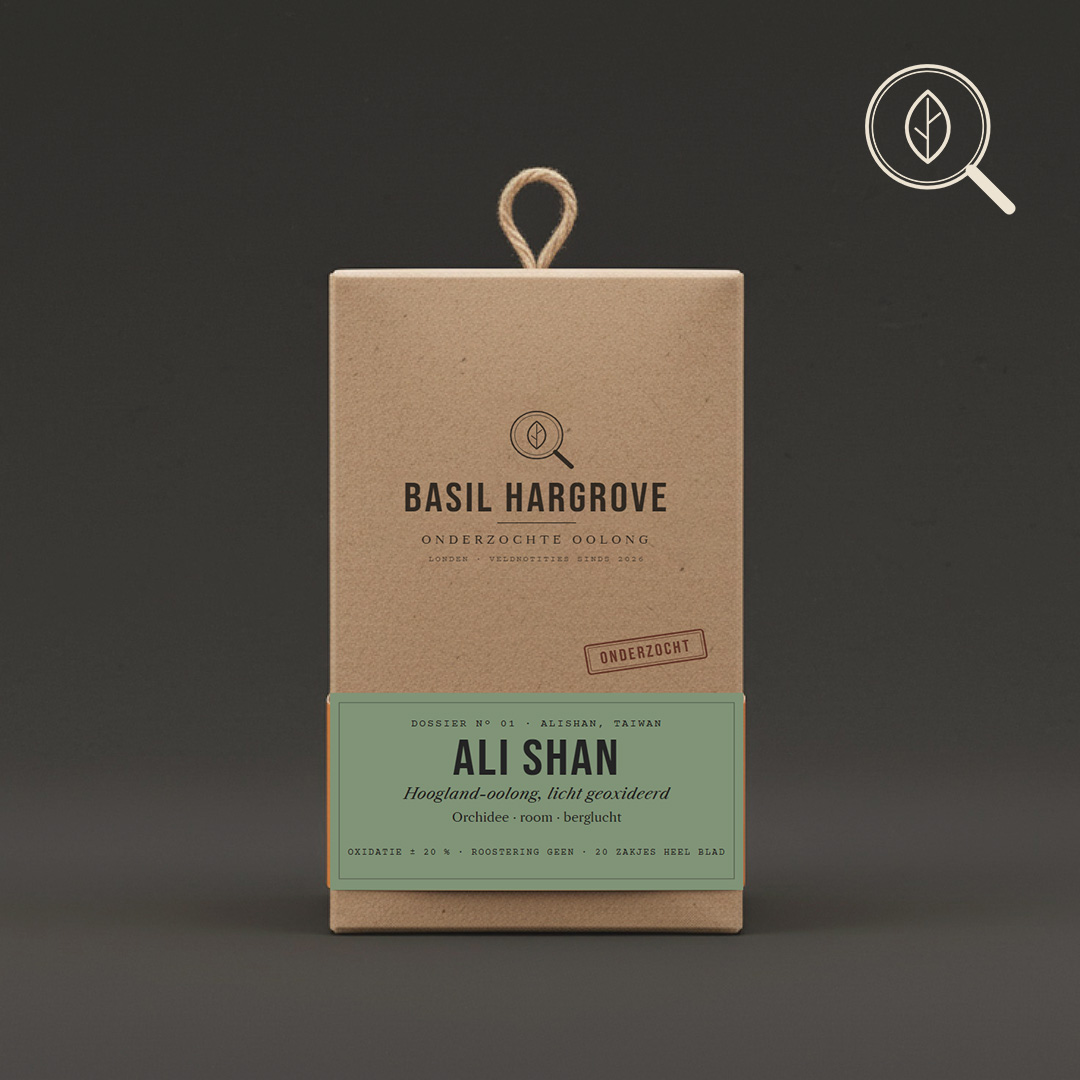 BASIL HARGROVE
ONDERZOCHTE OOLONG
LONDEN - VELDNOTITIES SINDS 2026
ONDERZOCHT
DOSSIER Nº 01 · ALISHAN, TAIWAN
ALI SHAN
Hoogland-oolong, licht geoxideerd
Orchidee · room · berglucht
OXIDATIE ± 20 % · ROOSTERING GEEN · 20 ZAKJES HEEL BLAD